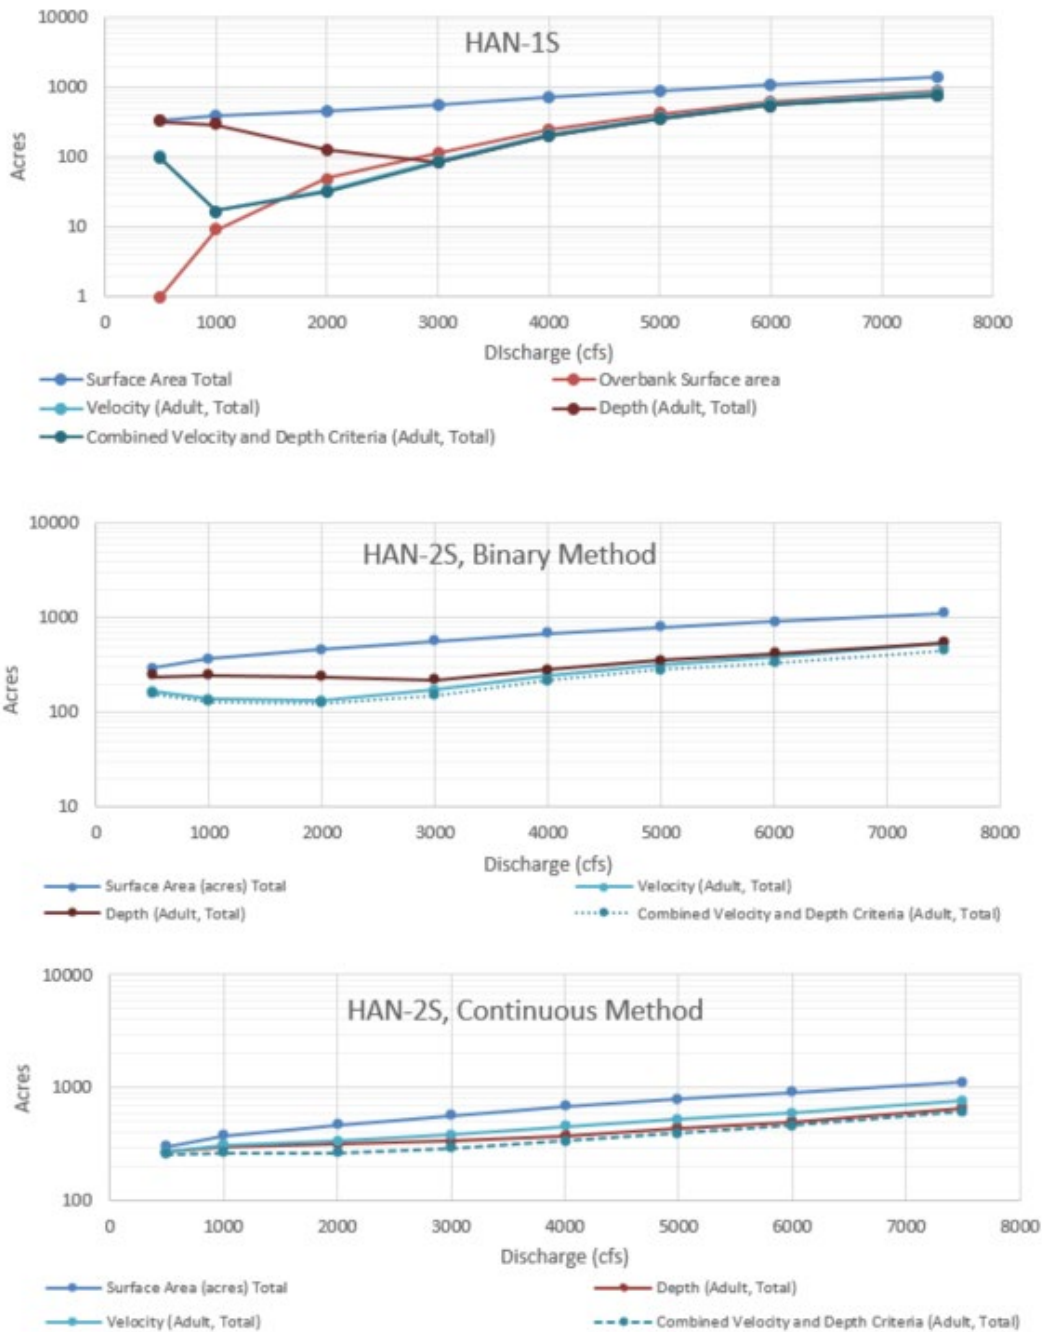 HAN-1S
10000
1000
100
10
1
Acres
0 1000 2000 3000 4000 5000 6000 7000 8000
DIscharge (cfs)
Surface Area Total
Overbank Surface area
Velocity (Adult, Total)
Depth (Adult, Total)
Combined Velocity and Depth Criteria (Adult, Total)
HAN-2S, Binary Method
10000
1000
100
10
Acres
0 1000 2000 3000 4000 5000 6000 7000 8000
Discharge (cfs)
Surface Area (acres) Total
Velocity (Adult, Total)
Depth (Adult, Total)
Combined Velocity and Depth Criteria (Adult, Total)
HAN-2S, Continuous Method
10000
1000
100
Acres
0 1000 2000 3000 4000 5000 6000 7000 8000
Discharge (cfs)
Surface Area (acres) Total
Depth (Adult, Total)
Velocity (Adult, Total)
Combined Velocity and Depth Criteria (Adult, Total)